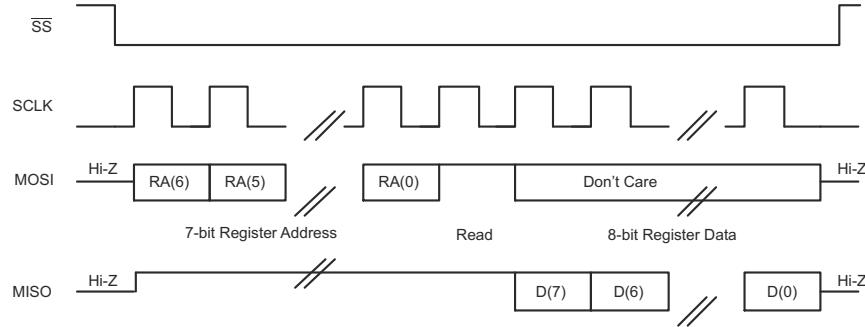 SS
SCLK
Hi-Z
Hi-Z
MOSI
RA(6) RA(5) RA(0) Don't Care
7-bit Register Address Read 8-bit Register Data
Hi-Z
Hi-Z
MISO
D(7) D(6) D(0)